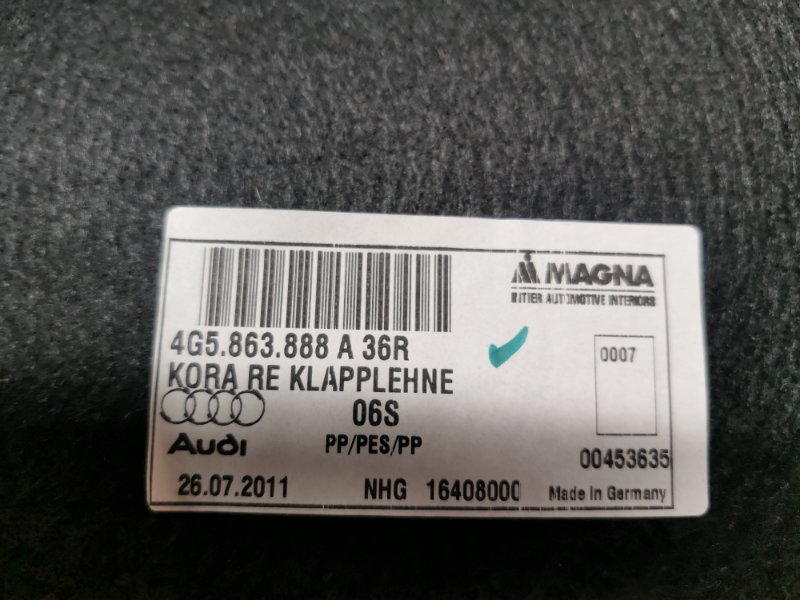 MAGNA
INTIER AUTOMOTIVE INTERIORS
4G5.863.888 A 36R
KORA RE KLAPPLEHNE
0007
06S
Audi
PP/PES/PP
00453635
26.07.2011 NHG 16408000 Made in Germany